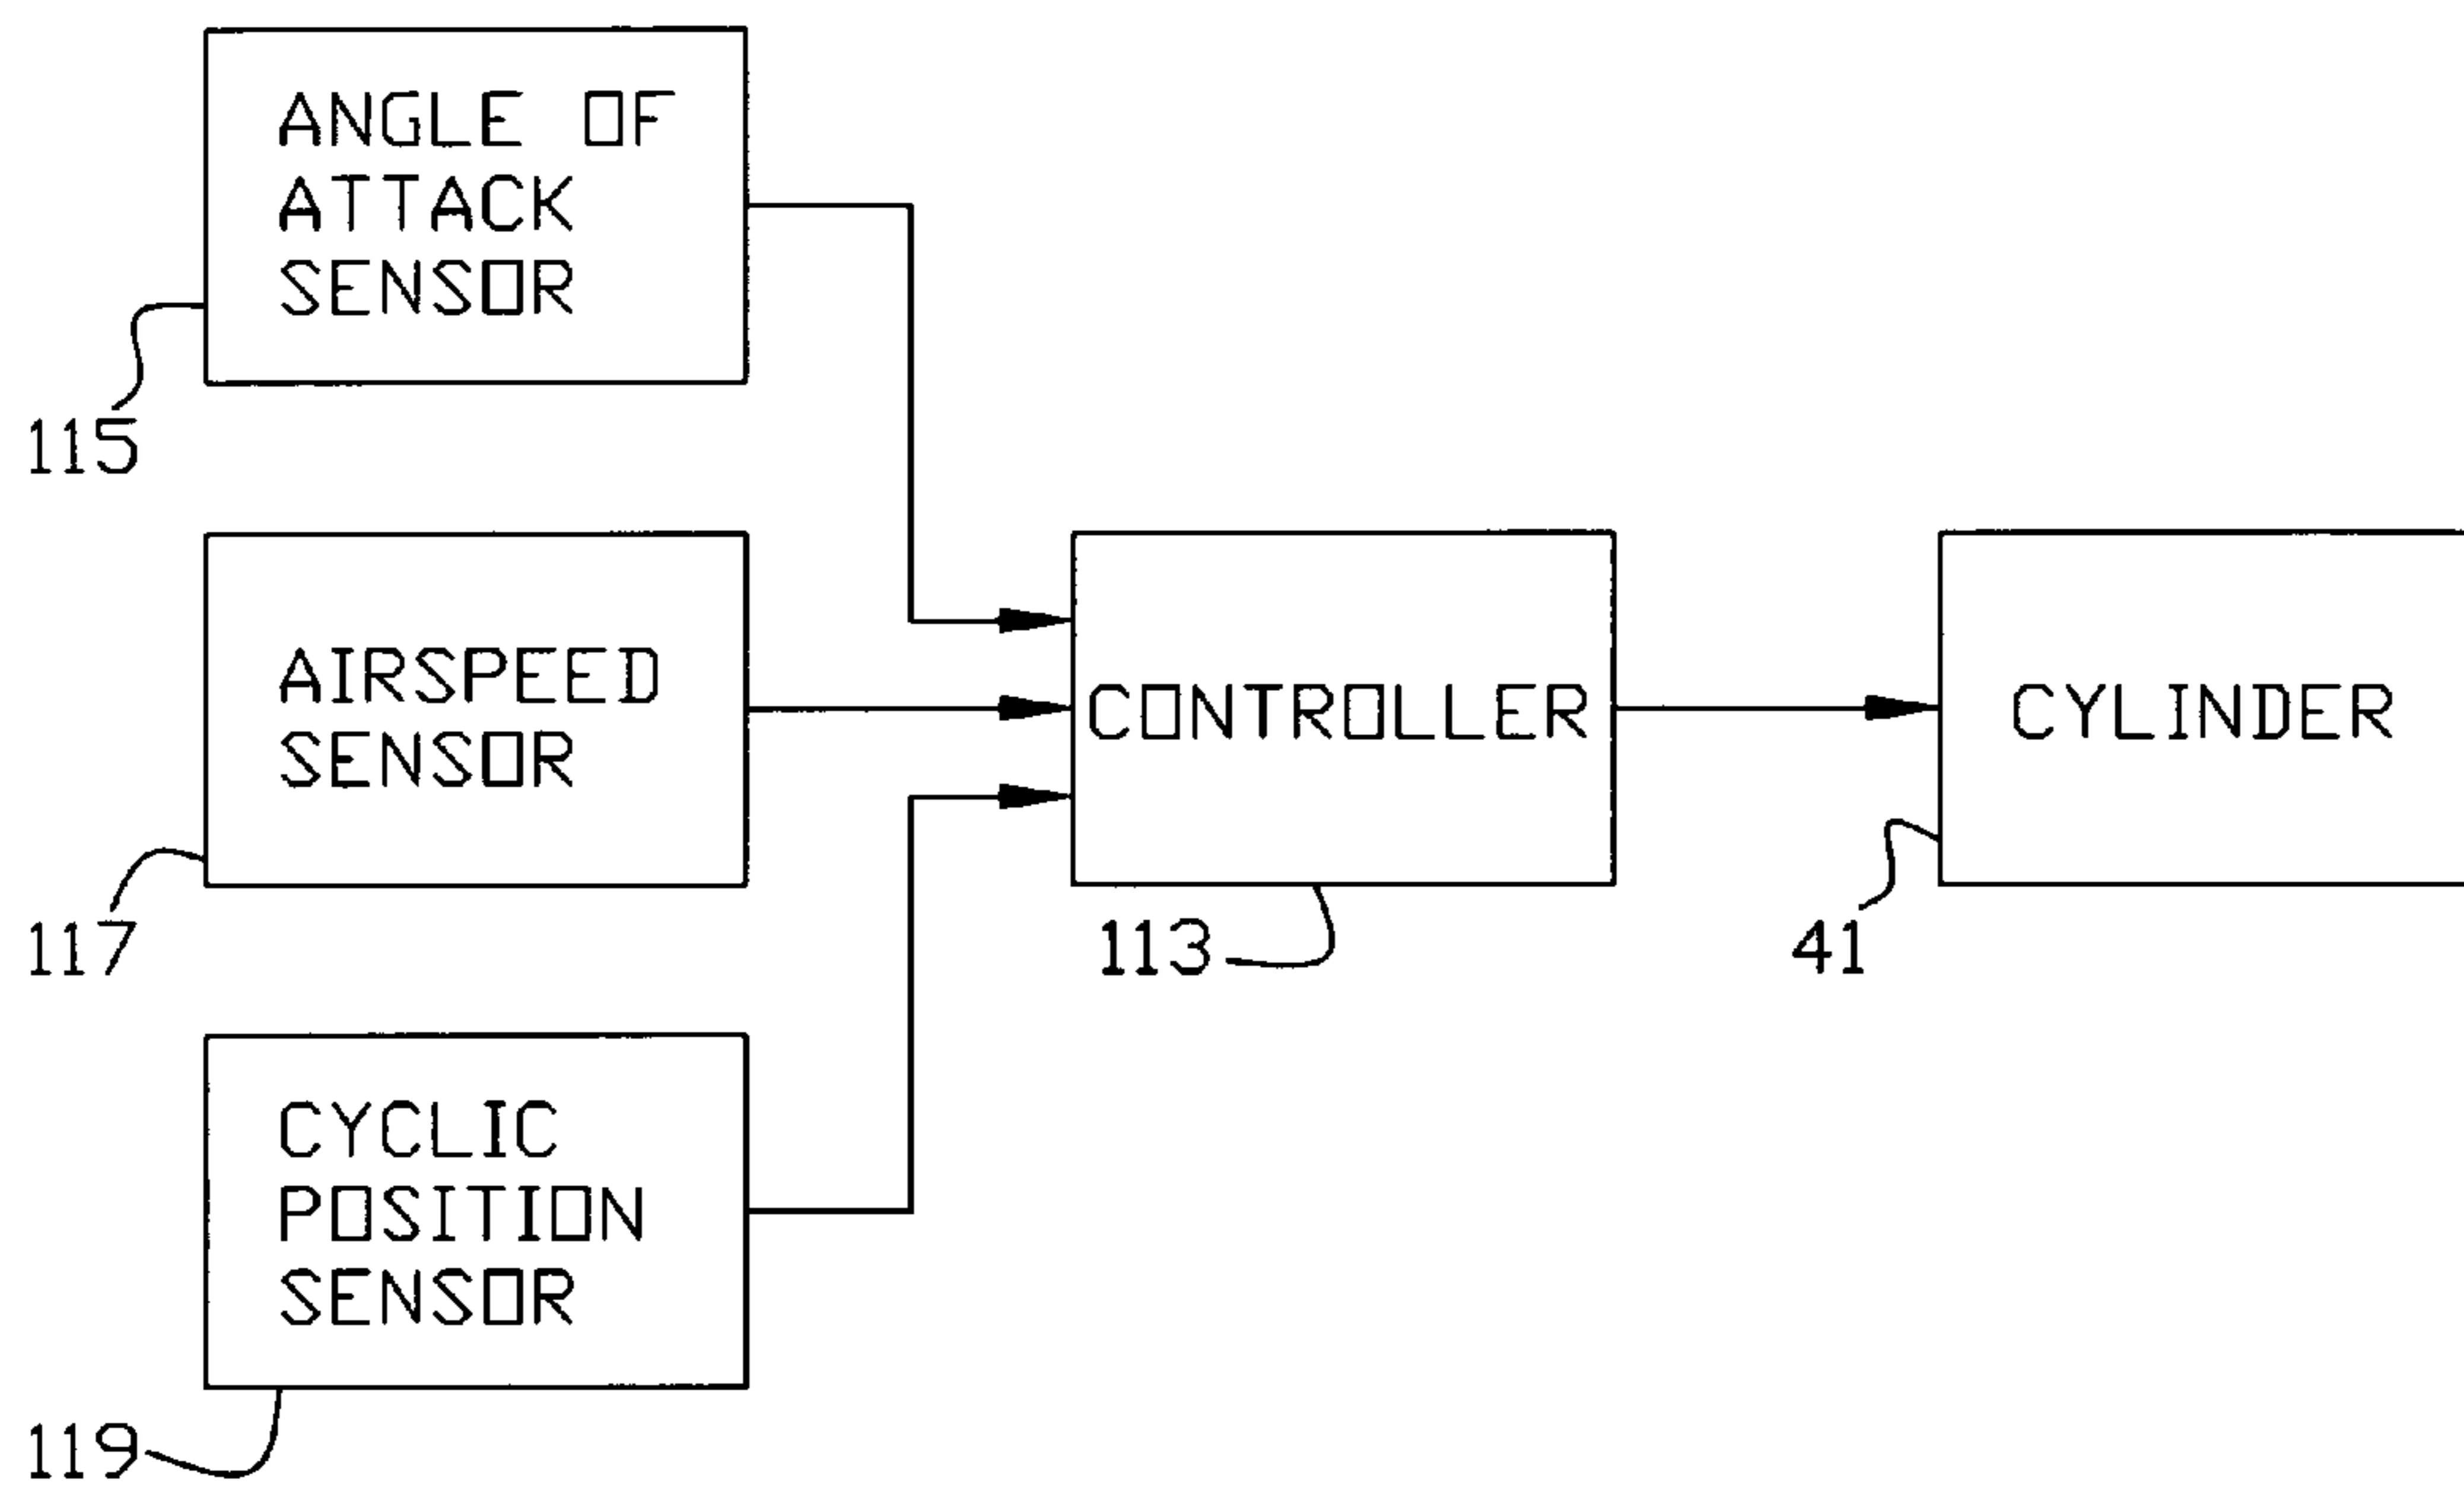 ANGLE OF
ATTACK
SENSOR
115
AIRSPEED
SENSOR
117
CONTROLLER
113
CYLINDER
41
CYCLIC
POSITION
SENSOR
119